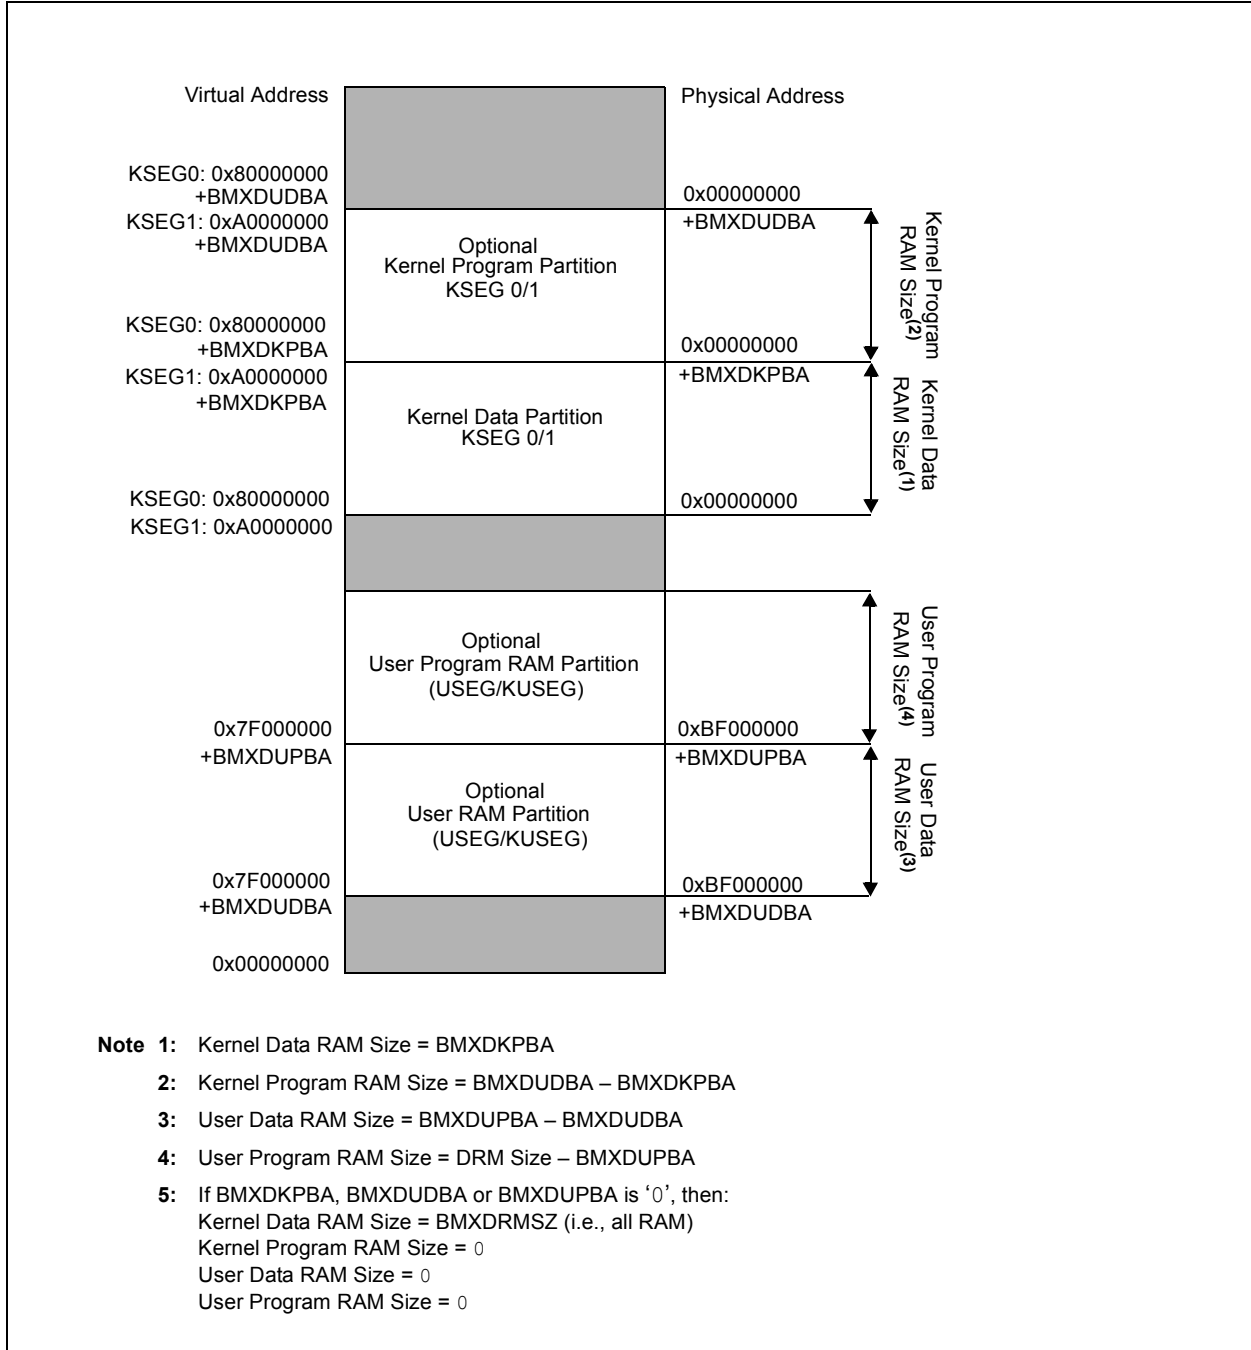 Virtual Address
Physical Address
KSEG0: 0x80000000
+BMXDUDBA
KSEG1: 0xA0000000
+BMXDUDBA
0x00000000
+BMXDUDBA
Optional
Kernel Program Partition
KSEG 0/1
Kernel Program
RAM Size(2)
KSEG0: 0x80000000
+BMXDKPBA
KSEG1: 0xA0000000
+BMXDKPBA
0x00000000
+BMXDKPBA
Kernel Data Partition
KSEG 0/1
Kernel Data
RAM Size(1)
KSEG0: 0x80000000
KSEG1: 0xA0000000
0x00000000
Optional
User Program RAM Partition
(USEG/KUSEG)
User Program
RAM Size(4)
0x7F000000
+BMXDUPBA
0xBF000000
+BMXDUPBA
Optional
User RAM Partition
(USEG/KUSEG)
User Data
RAM Size(3)
0x7F000000
+BMXDUDBA
0xBF000000
+BMXDUDBA
0x00000000
Note 1: Kernel Data RAM Size = BMXDKPBA
2: Kernel Program RAM Size = BMXDUDBA – BMXDKPBA
3: User Data RAM Size = BMXDUPBA – BMXDUDBA
4: User Program RAM Size = DRM Size – BMXDUPBA
5: If BMXDKPBA, BMXDUDBA or BMXDUPBA is ‘0’, then:
Kernel Data RAM Size = BMXDRMSZ (i.e., all RAM)
Kernel Program RAM Size = 0
User Data RAM Size = 0
User Program RAM Size = 0